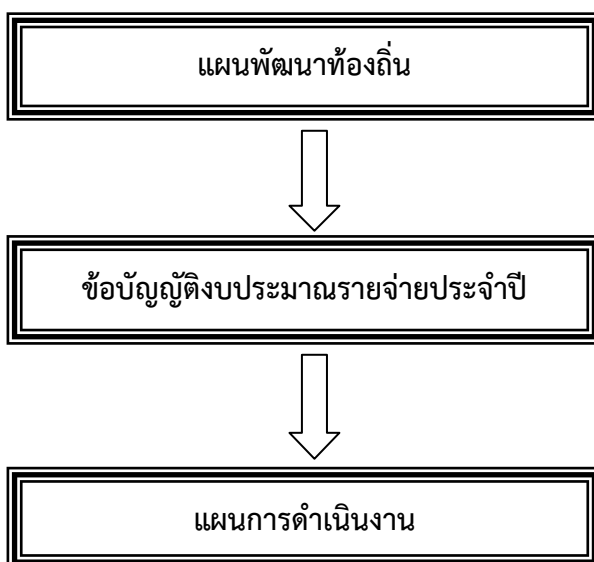 แผนพัฒนาท้องถิ่น
ข้อบัญญัติงบประมาณรายจ่ายประจำปี
แผนการดำเนินงาน